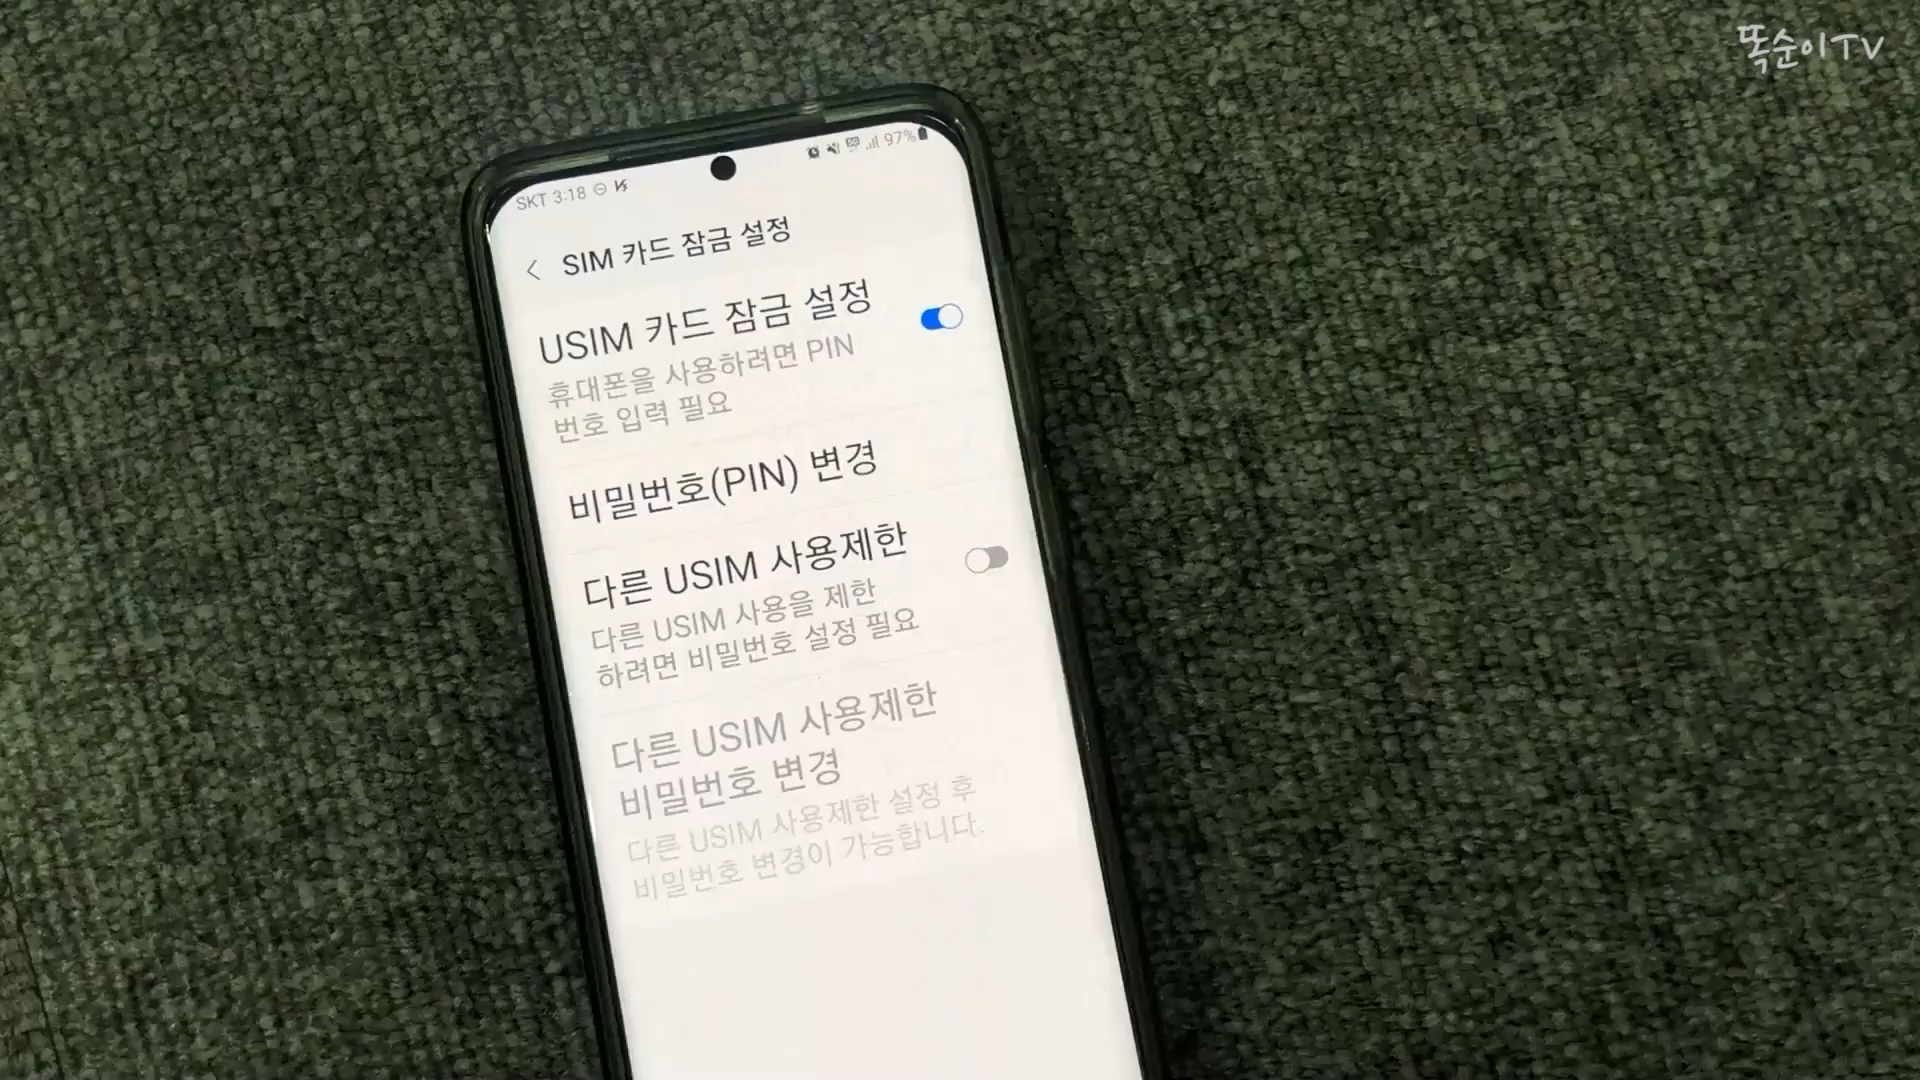 똑순이TV
SKT 3:18
97%
SIM 카드 잠금 설정
USIM 카드 잠금 설정
휴대폰을 사용하려면 PIN
번호 입력 필요
비밀번호(PIN) 변경
다른 USIM 사용제한
다른 USIM 사용을 제한
하려면 비밀번호 설정 필요
다른 USIM 사용제한
비밀번호 변경
다른 USIM 사용제한 설정 후
비밀번호 변경이 가능합니다.